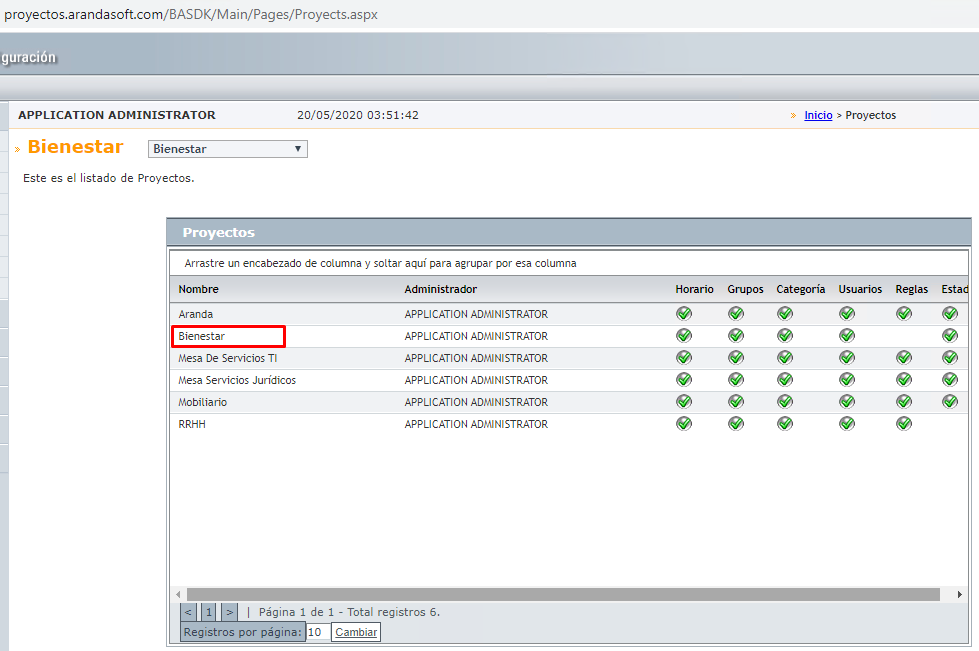 proyectos.arandasoft.com/BASDK/Main/Pages/Proyects.aspx
guración
APPLICATION ADMINISTRATOR 20/05/2020 03:51:42 » Inicio > Proyectos
» Bienestar Bienestar ▼
Este es el listado de Proyectos.
Proyectos
Arrastre un encabezado de columna y soltar aquí para agrupar por esa columna
Nombre Administrador Horario Grupos Categoría Usuarios Reglas Estad
Aranda APPLICATION ADMINISTRATOR
Bienestar APPLICATION ADMINISTRATOR
Mesa De Servicios TI APPLICATION ADMINISTRATOR
Mesa Servicios Jurídicos APPLICATION ADMINISTRATOR
Mobiliario APPLICATION ADMINISTRATOR
RRHH APPLICATION ADMINISTRATOR
< 1 > | Página 1 de 1 - Total registros 6.
Registros por página: 10 Cambiar